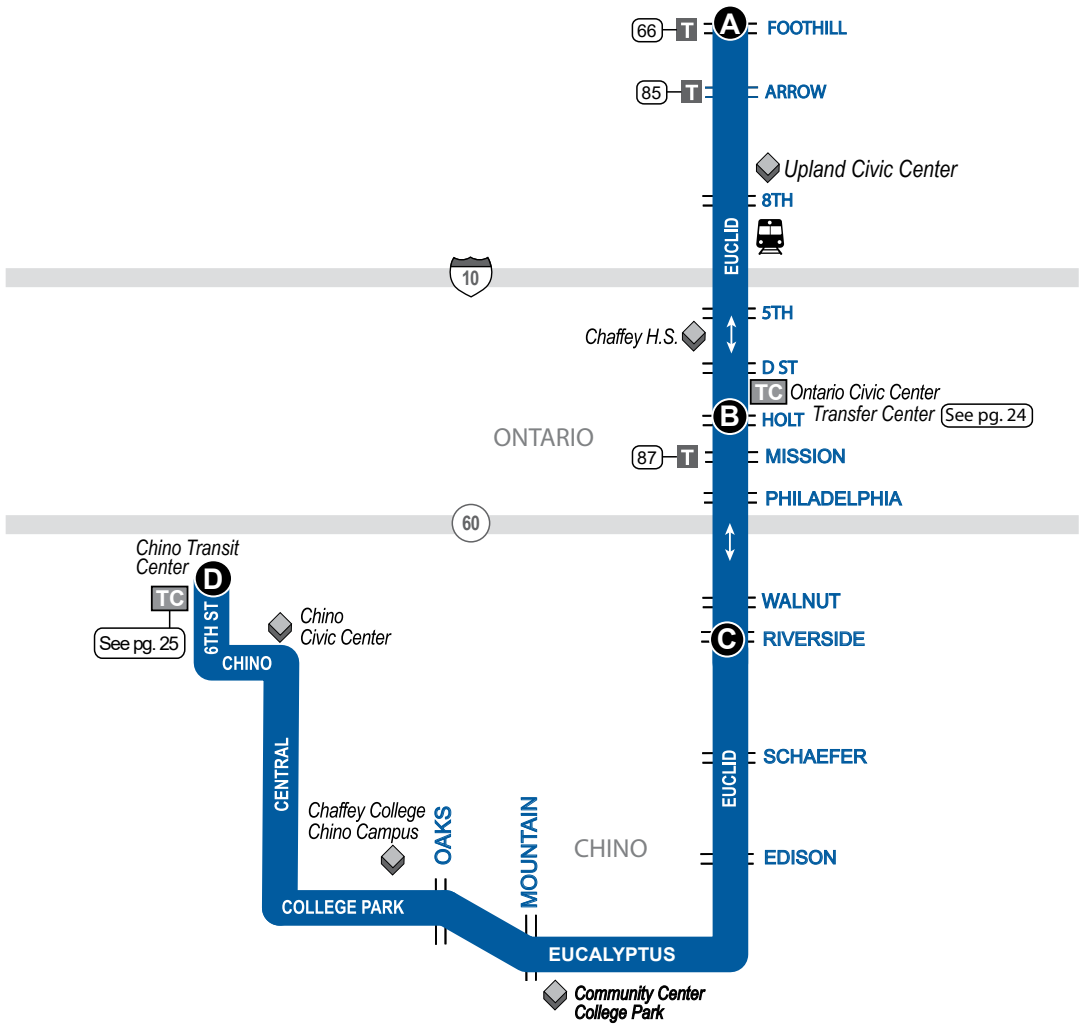 66 T A FOOTHILL
85 T ARROW
Upland Civic Center
8TH
EUCLID
10
5TH
Chaffey H.S.
D ST
TC Ontario Civic Center
Transfer Center See pg. 24
B HOLT
ONTARIO
87 T MISSION
PHILADELPHIA
60
Chino Transit
Center
D
TC
See pg. 25
6TH ST
Chino
Civic Center
CHINO
WALNUT
C RIVERSIDE
CENTRAL
EUCLID
SCHAEFER
Chaffey College
Chino Campus
OAKS
MOUNTAIN
CHINO
EDISON
COLLEGE PARK
EUCALYPTUS
Community Center
College Park